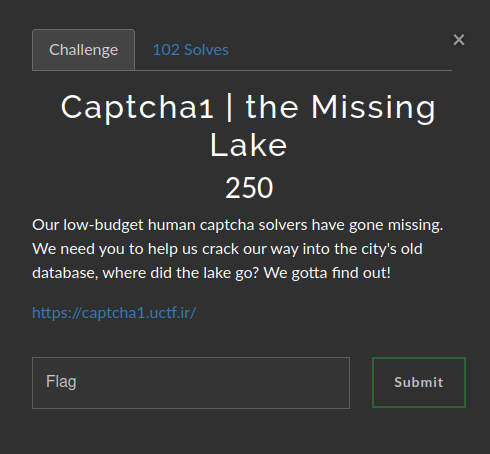 Challenge
102 Solves
×
Captcha1 | the Missing
Lake
250
Our low-budget human captcha solvers have gone missing.
We need you to help us crack our way into the city's old
database, where did the lake go? We gotta find out!
https://captcha1.uctf.ir/
Flag
Submit